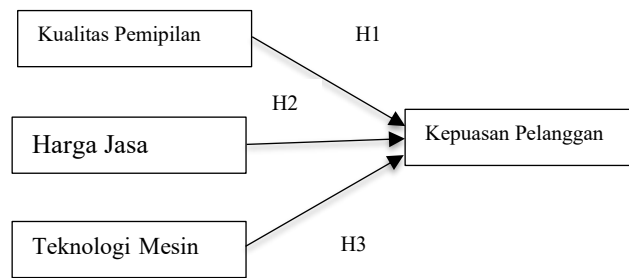 Kualitas Pemipilan
H1
H2
Harga Jasa
Kepuasan Pelanggan
Teknologi Mesin
H3